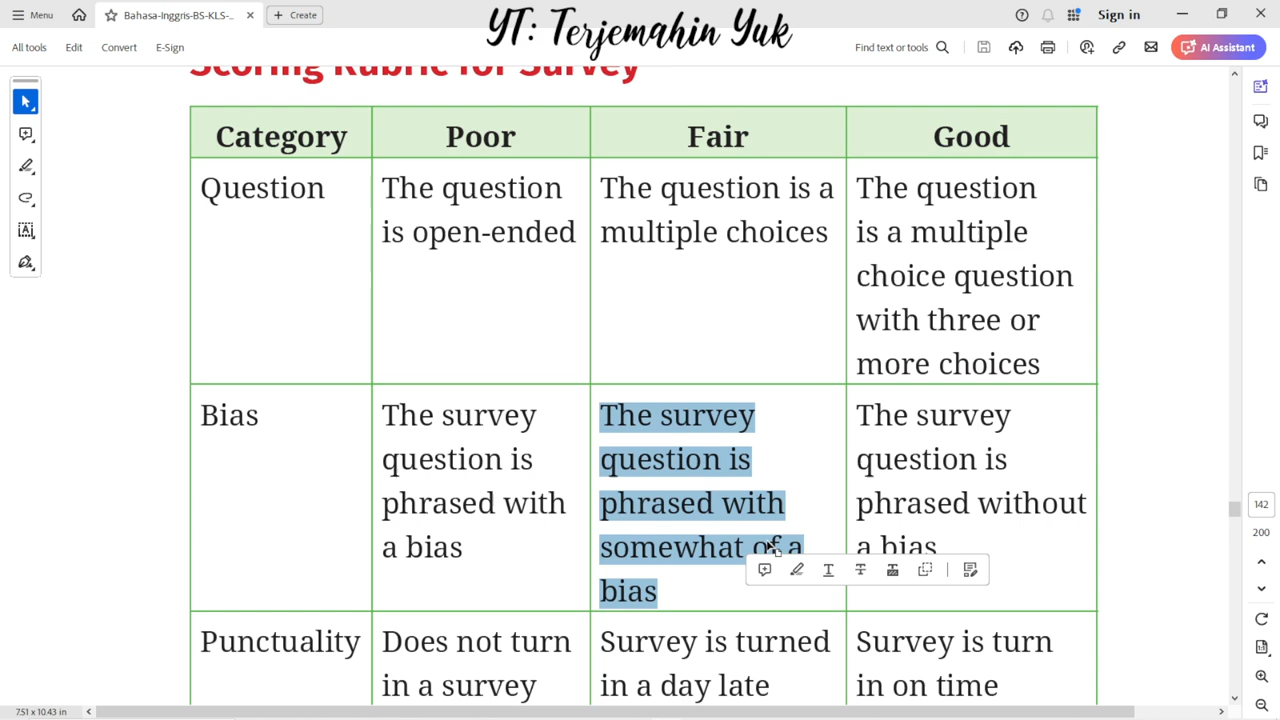 Menu
Bahasa-Inggris-BS-KLS-...
Create
YT: Terjemahin Yuk
Sign in
All tools
Edit
Convert
E-Sign
Find text or tools
AI Assistant
Scoring Rubric for Survey
Category
Poor
Fair
Good
Question
The question
is open-ended
The question is a
multiple choices
The question
is a multiple
choice question
with three or
more choices
Bias
The survey
question is
phrased with
a bias
The survey
question is
phrased with
somewhat of a
bias
The survey
question is
phrased without
a bias
Punctuality
Does not turn
in a survey
Survey is turned
in a day late
Survey is turn
in on time
142
200
7.51 x 10.43 in